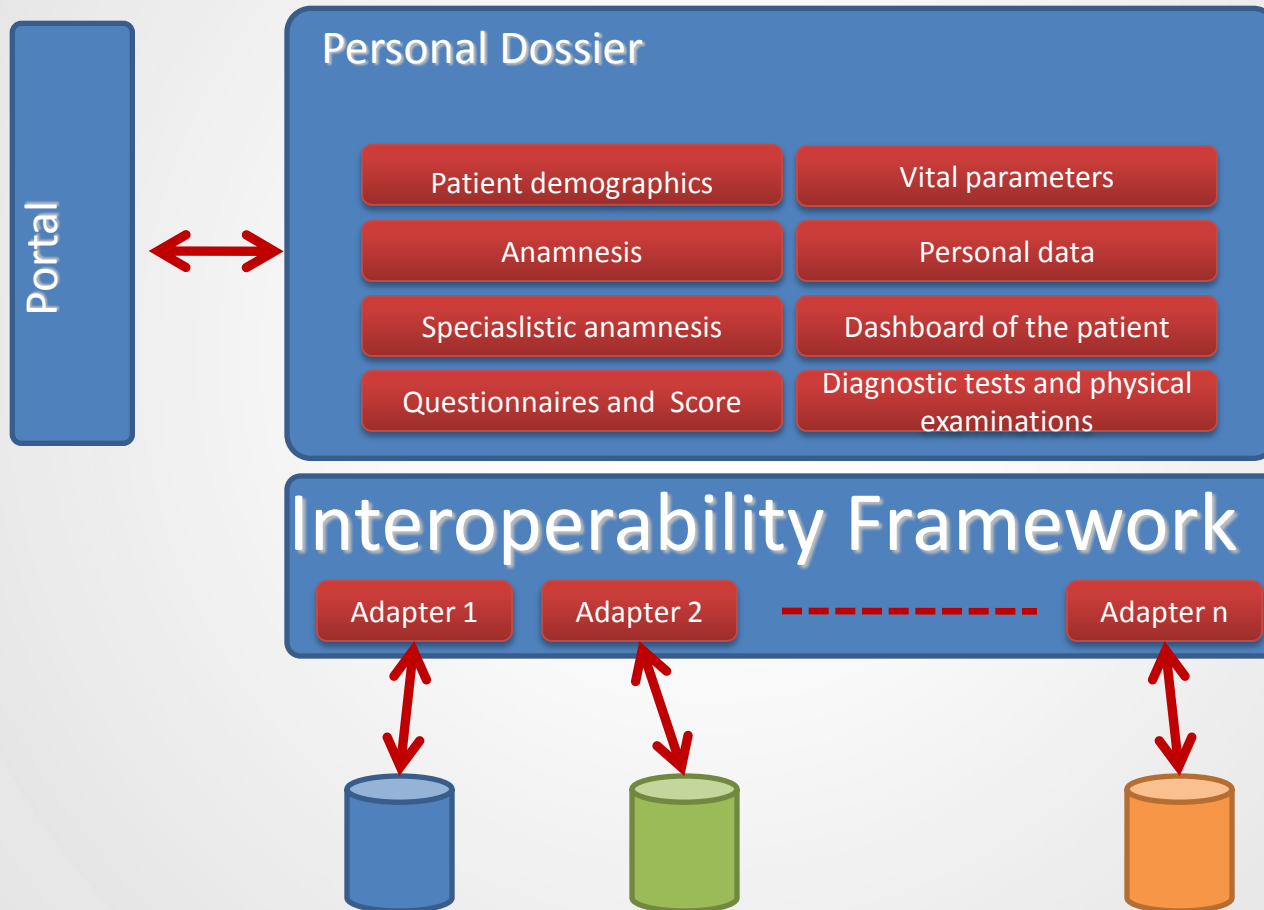 Portal
Personal Dossier
Patient demographics
Vital parameters
Anamnesis
Personal data
Speciaslistic anamnesis
Dashboard of the patient
Questionnaires and  Score
Diagnostic tests and physical
examinations
Interoperability Framework
Adapter 1
Adapter 2
Adapter n